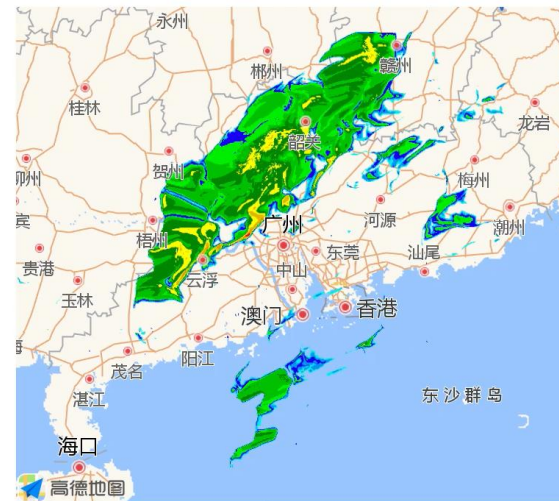 永州
郴州
赣州
桂林
龙岩
韶关
贺州
柳州
梅州
宾
河源
潮州
梧州
广州
东莞
汕尾
贵港
云浮
中山
玉林
澳门
香港
海
阳江
茂名
湛江
东沙群岛
海口
高德地图